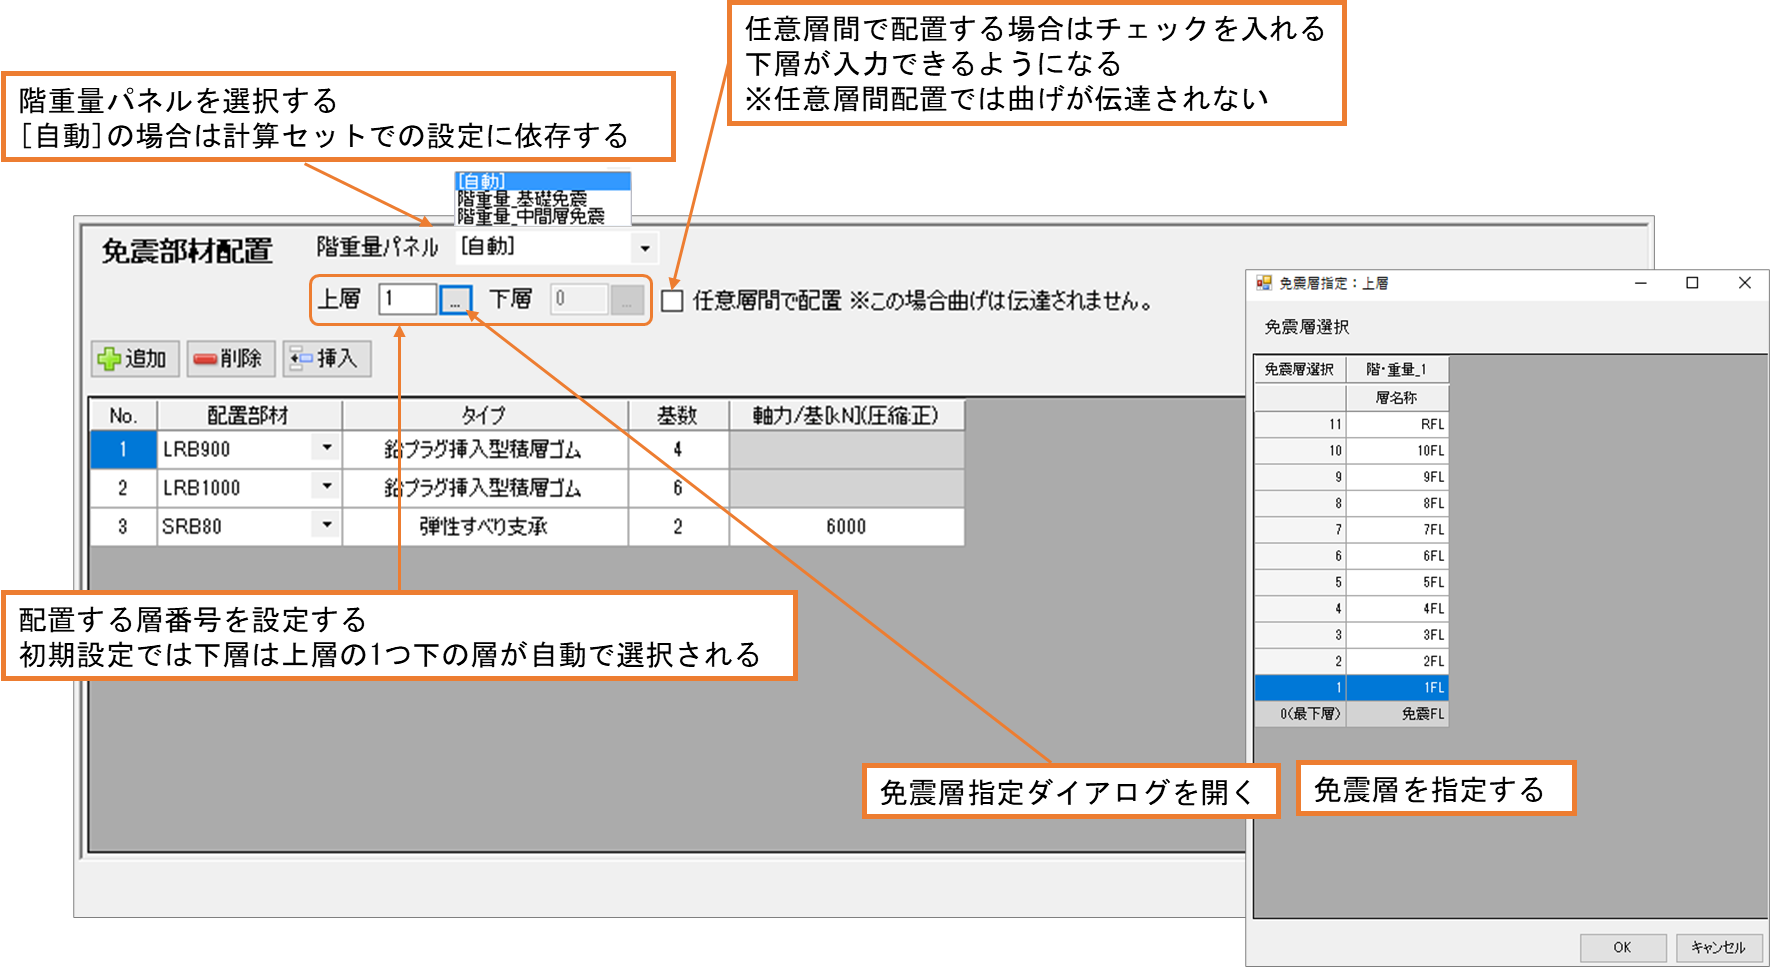 任意層間で配置する場合はチェックを入れる
下層が入力できるようになる
※任意層間配置では曲げが伝達されない
階重量パネルを選択する
[自動]の場合は計算セットでの設定に依存する
[自動]
階重量_基礎免震
階重量_中間層免震
免震部材配置 階重量パネル [自動]
上層 1 ... 下層 0 ... 任意層間で配置 ※この場合曲げは伝達されません。
追加 削除 挿入
No. 配置部材 タイプ 基数 軸力/基[kN](圧縮:正)
1 LRB900 鉛プラグ挿入型積層ゴム 4
2 LRB1000 鉛プラグ挿入型積層ゴム 6
3 SRB80 弾性すべり支承 2 6000
配置する層番号を設定する
初期設定では下層は上層の1つ下の層が自動で選択される
免震層指定ダイアログを開く
免震層指定：上層
免震層選択
免震層選択 階・重量_1
層名称
11 RFL
10 10FL
9 9FL
8 8FL
7 7FL
6 6FL
5 5FL
4 4FL
3 3FL
2 2FL
1 1FL
0(最下層) 免震FL
免震層を指定する
OK キャンセル